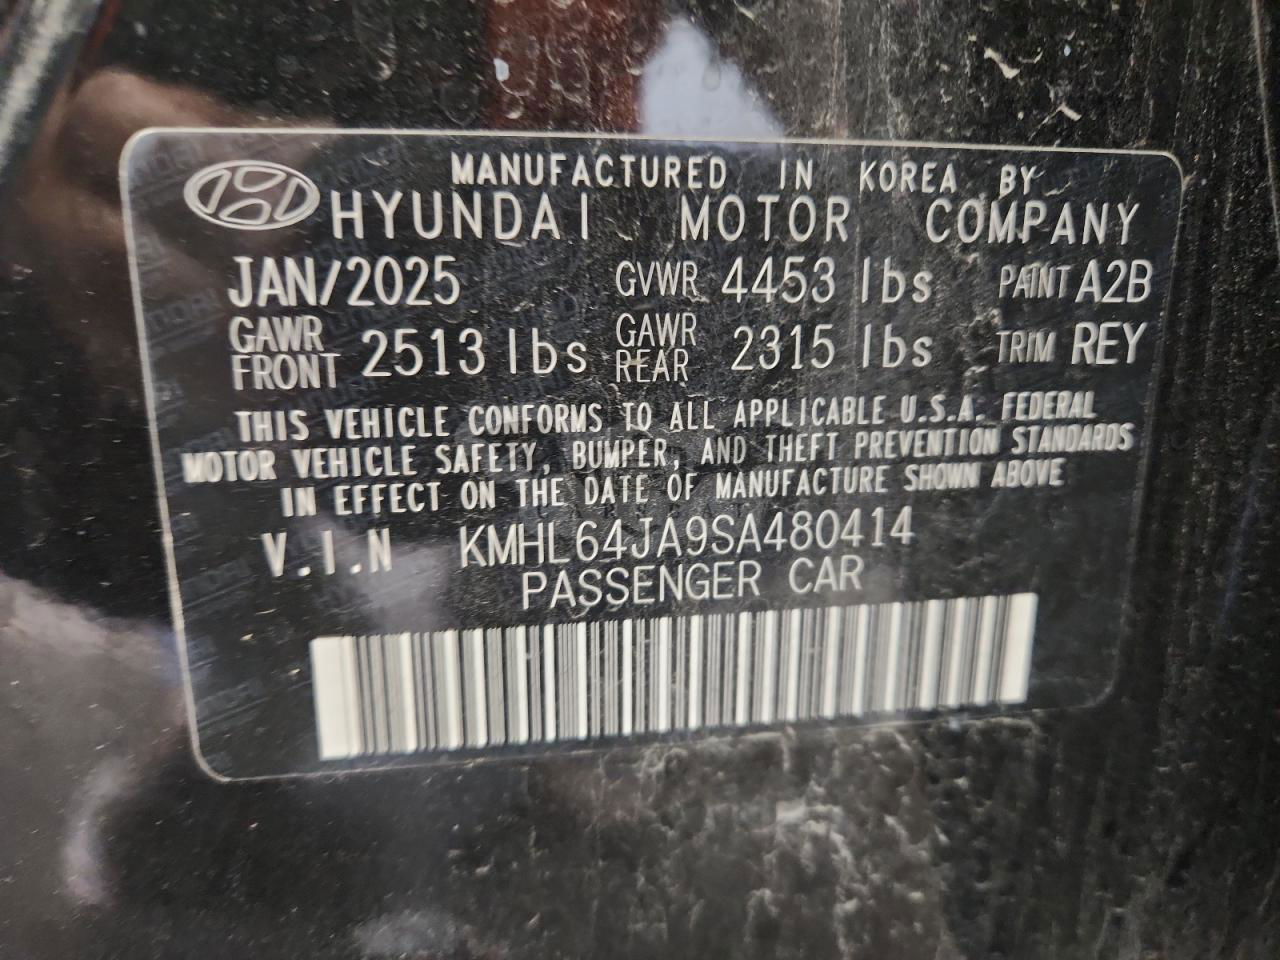 MANUFACTURED IN KOREA BY
HYUNDAI MOTOR COMPANY
JAN/2025 GVWR 4453 lbs PAINT A2B
GAWR FRONT 2513 lbs GAWR REAR 2315 lbs TRIM REY
THIS VEHICLE CONFORMS TO ALL APPLICABLE U.S.A. FEDERAL
MOTOR VEHICLE SAFETY, BUMPER, AND THEFT PREVENTION STANDARDS
IN EFFECT ON THE DATE OF MANUFACTURE SHOWN ABOVE
V.I.N KMHL64JA9SA480414
PASSENGER CAR